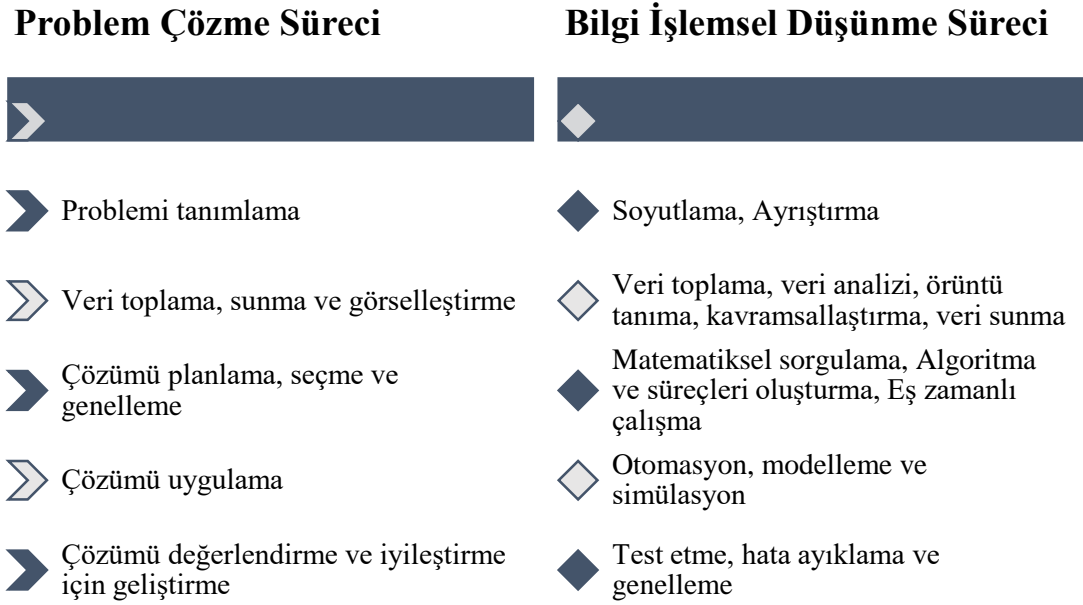 Problem Çözme Süreci
Bilgi İşlemsel Düşünme Süreci
Problemi tanımlama
Veri toplama, sunma ve görselleştirme
Çözümü planlama, seçme ve
genelleme
Çözümü uygulama
Çözümü değerlendirme ve iyileştirme
için geliştirme
Soyutlama, Ayrıştırma
Veri toplama, veri analizi, örüntü
tanıma, kavramsallaştırma, veri sunma
Matematiksel sorgulama, Algoritma
ve süreçleri oluşturma, Eş zamanlı
çalışma
Otomasyon, modelleme ve
simülasyon
Test etme, hata ayıklama ve
genelleme